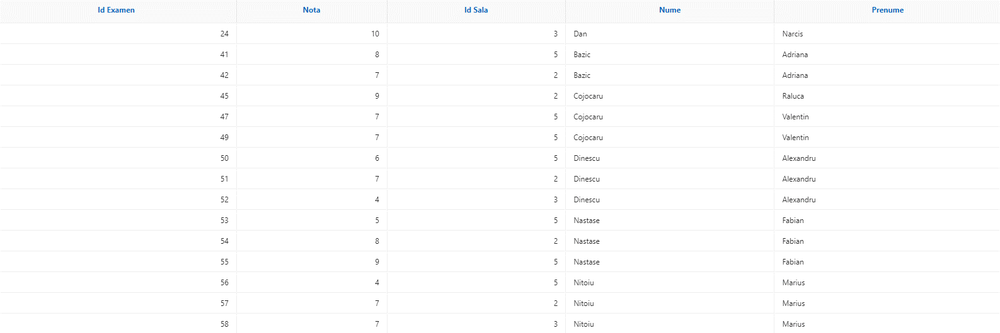 Id Examen Nota Id Sala Nume Prenume
24 10 3 Dan Narcis
41 8 5 Bazic Adriana
42 7 2 Bazic Adriana
45 9 2 Cojocaru Raluca
47 7 5 Cojocaru Valentin
49 7 5 Cojocaru Valentin
50 6 5 Dinescu Alexandru
51 7 2 Dinescu Alexandru
52 4 3 Dinescu Alexandru
53 5 5 Nastase Fabian
54 8 2 Nastase Fabian
55 9 5 Nastase Fabian
56 4 5 Nitoiu Marius
57 7 2 Nitoiu Marius
58 7 3 Nitoiu Marius